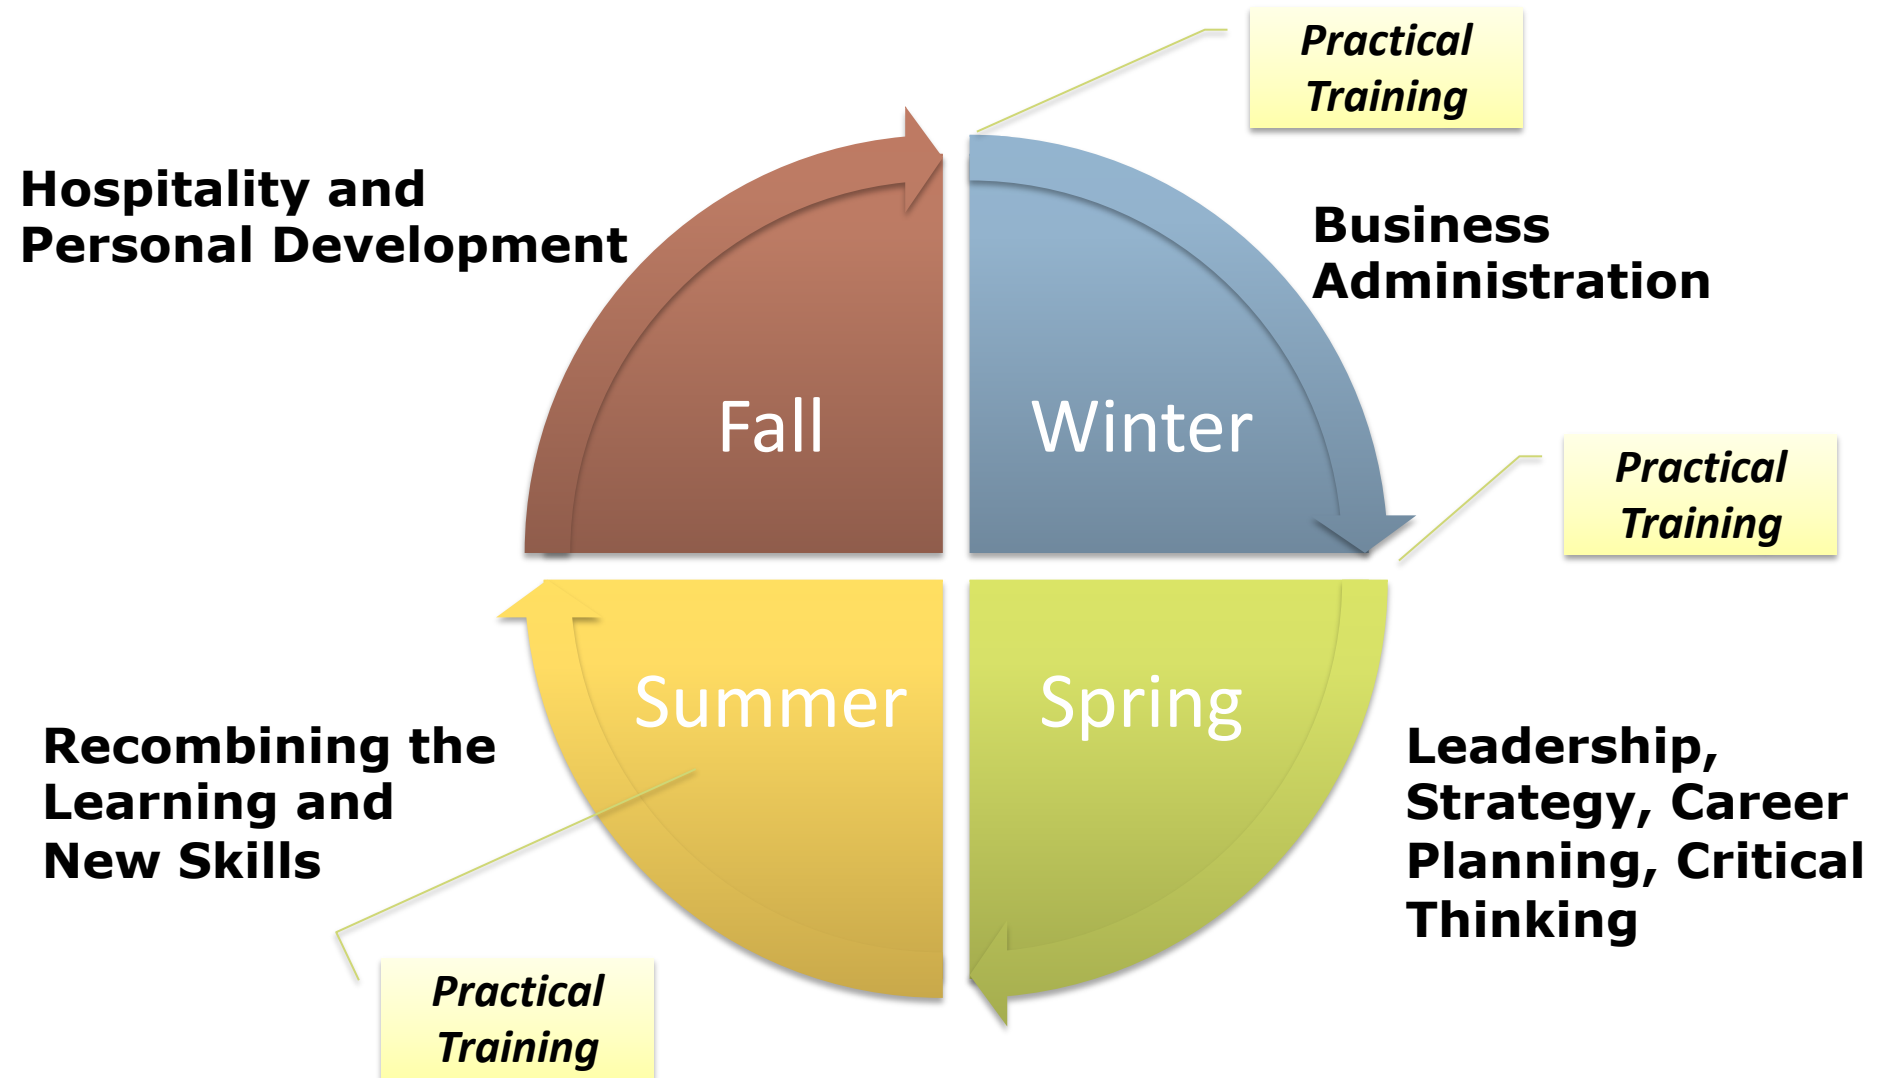 Practical
Training
Hospitality and
Personal Development
Business
Administration
Fall
Winter
Practical
Training
Summer
Spring
Recombining the
Learning and
New Skills
Leadership,
Strategy, Career
Planning, Critical
Thinking
Practical
Training